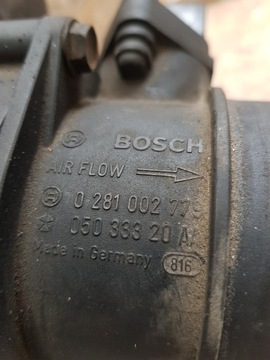 BOSCH
AIR FLOW
0 281 002 77
050 333 20 A
Made in Germany 816